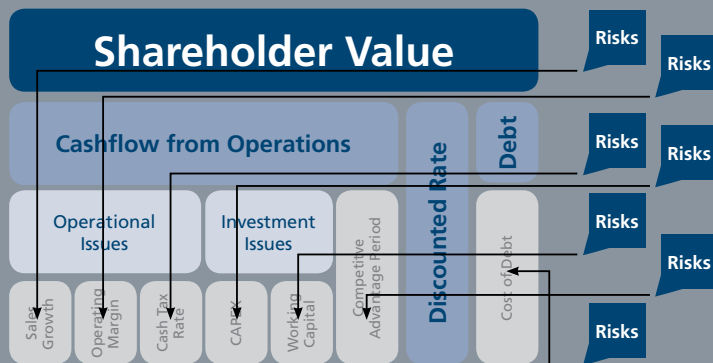 Shareholder Value
Risks
Risks
Cashflow from Operations
Discounted Rate
Debt
Risks
Risks
Operational
Issues
Investment
Issues
Competitive
Advantage Period
Cost of Debt
Risks
Risks
Sales
Growth
Operating
Margin
Cash Tax
Rate
CAPEX
Working
Capital
Risks